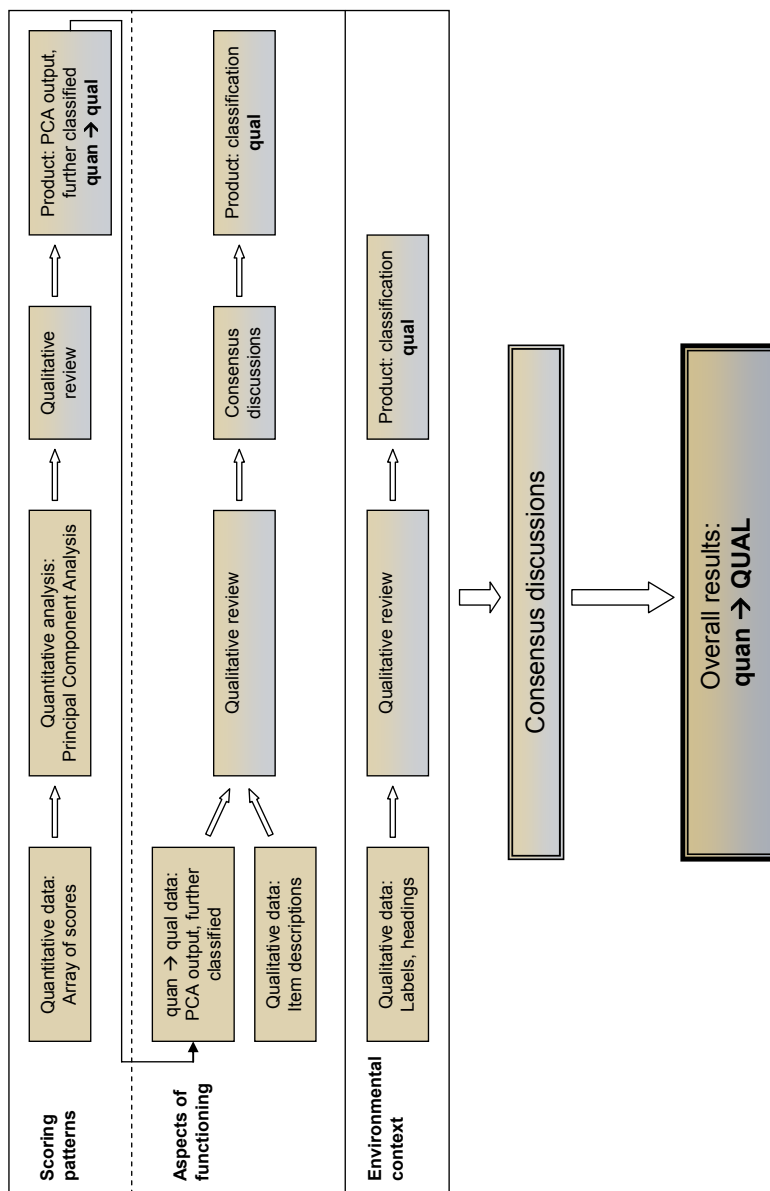 Scoring
patterns
Quantitative data:
Array of scores
Quantitative analysis:
Principal Component Analysis
Qualitative
review
Product: PCA output,
further classified
quan → qual
Aspects of
functioning
quan → qual data:
PCA output, further
classified
Qualitative data:
Item descriptions
Qualitative review
Consensus
discussions
Product: classification
qual
Environmental
context
Qualitative data:
Labels, headings
Qualitative review
Product: classification
qual
Consensus discussions
Overall results:
quan → QUAL